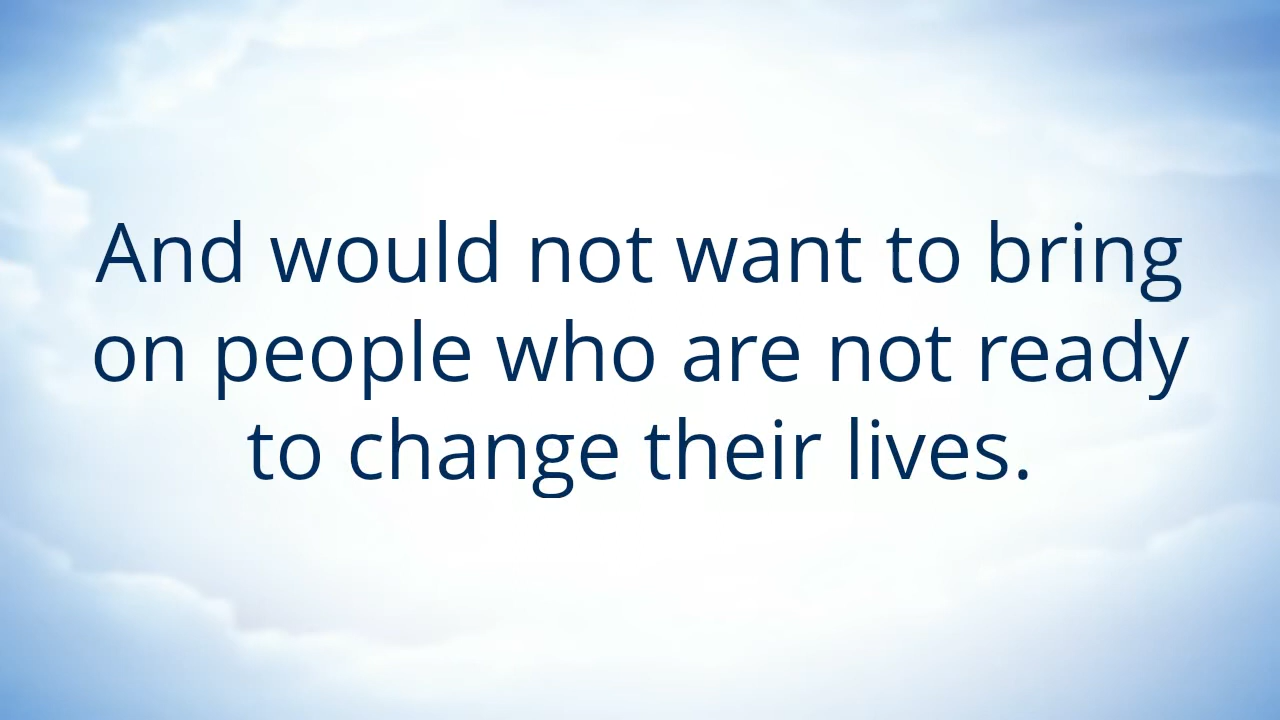 And would not want to bring
on people who are not ready
to change their lives.